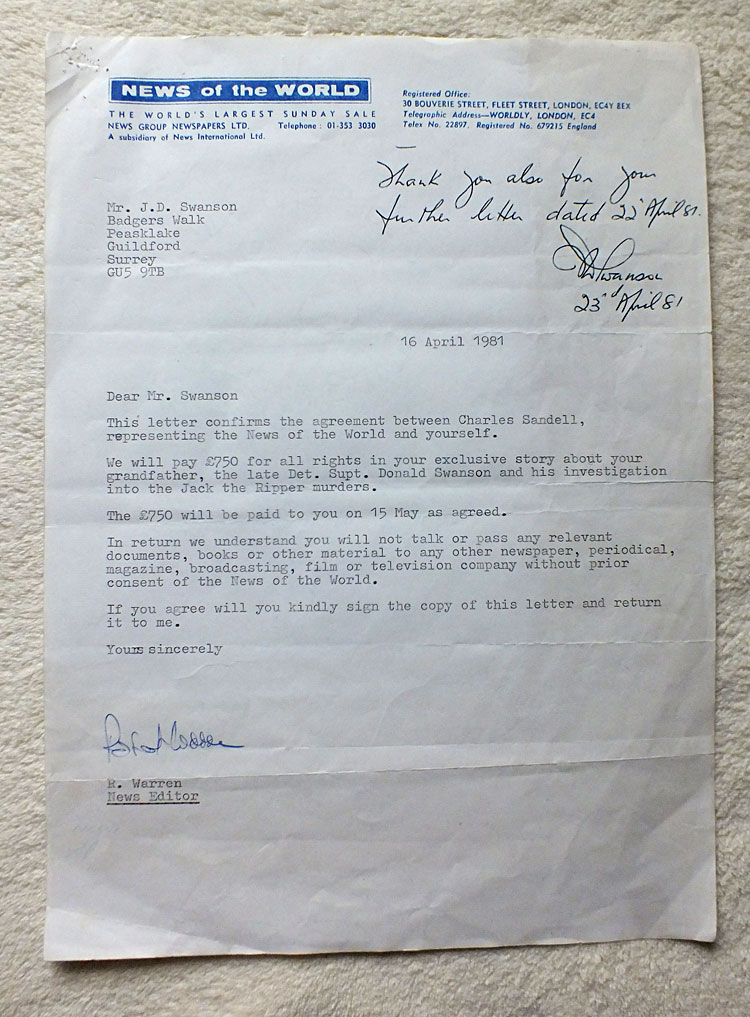 NEWS of the WORLD
THE WORLD'S LARGEST SUNDAY SALE
NEWS GROUP NEWSPAPERS LTD. Telephone: 01-353 3030
A subsidiary of News International Ltd.
Registered Office:
30 BOUVERIE STREET, FLEET STREET, LONDON, EC4Y 8EX
Telegraphic Address—WORLDLY, LONDON, EC4
Telex No. 22897. Registered No. 679215 England
Thank you also for your
further letter dated 22d April 81.
Swanson
23rd April 81
Mr. J.D. Swanson
Badgers Walk
Peasklake
Guildford
Surrey
GU5 9TB
16 April 1981
Dear Mr. Swanson
This letter confirms the agreement between Charles Sandell,
representing the News of the World and yourself.
We will pay £750 for all rights in your exclusive story about your
grandfather, the late Det. Supt. Donald Swanson and his investigation
into the Jack the Ripper murders.
The £750 will be paid to you on 15 May as agreed.
In return we understand you will not talk or pass any relevant
documents, books or other material to any other newspaper, periodical,
magazine, broadcasting, film or television company without prior
consent of the News of the World.
If you agree will you kindly sign the copy of this letter and return
it to me.
Yours sincerely
R. Warren
News Editor